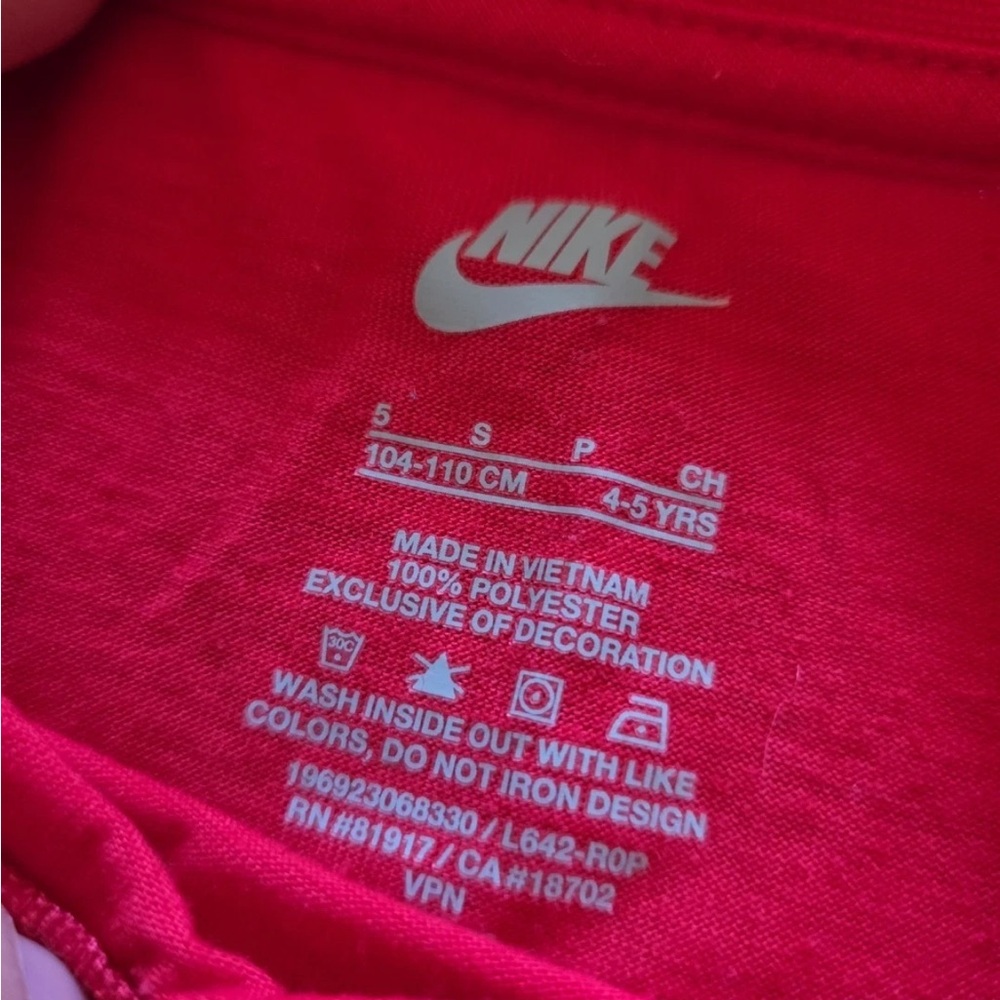 NIKE
5 S P CH
104-110 CM 4-5 YRS
MADE IN VIETNAM
100% POLYESTER
EXCLUSIVE OF DECORATION
30C
WASH INSIDE OUT WITH LIKE
COLORS, DO NOT IRON DESIGN
196923068330 / L642-R0P
RN #81917 / CA #18702
VPN